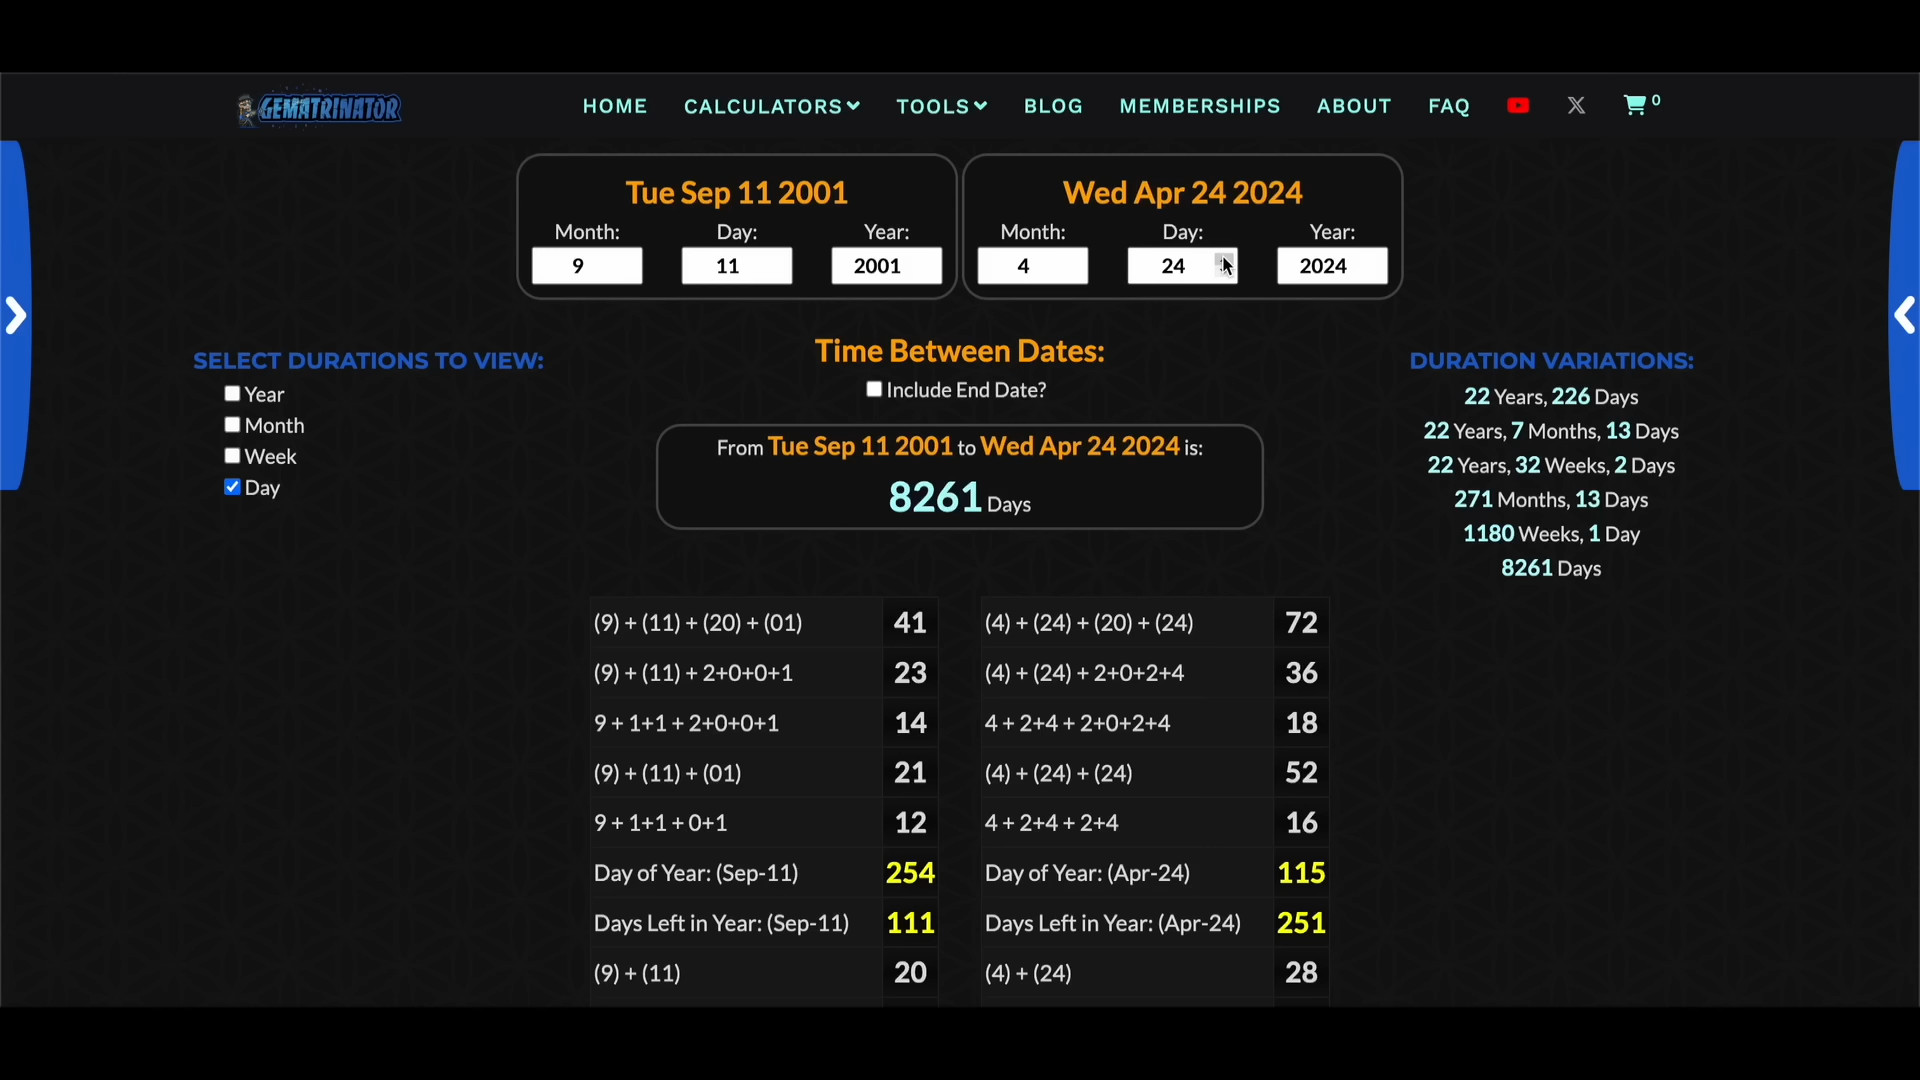 GEMATRINATOR
HOME CALCULATORS TOOLS BLOG MEMBERSHIPS ABOUT FAQ X 0
Tue Sep 11 2001
Month: Day: Year:
9 11 2001
Wed Apr 24 2024
Month: Day: Year:
4 24 2024
SELECT DURATIONS TO VIEW:
Year
Month
Week
Day
Time Between Dates:
Include End Date?
From Tue Sep 11 2001 to Wed Apr 24 2024 is:
8261 Days
DURATION VARIATIONS:
22 Years, 226 Days
22 Years, 7 Months, 13 Days
22 Years, 32 Weeks, 2 Days
271 Months, 13 Days
1180 Weeks, 1 Day
8261 Days
(9) + (11) + (20) + (01) 41
(9) + (11) + 2+0+0+1 23
9 + 1+1 + 2+0+0+1 14
(9) + (11) + (01) 21
9 + 1+1 + 0+1 12
Day of Year: (Sep-11) 254
Days Left in Year: (Sep-11) 111
(9) + (11) 20
(4) + (24) + (20) + (24) 72
(4) + (24) + 2+0+2+4 36
4 + 2+4 + 2+0+2+4 18
(4) + (24) + (24) 52
4 + 2+4 + 2+4 16
Day of Year: (Apr-24) 115
Days Left in Year: (Apr-24) 251
(4) + (24) 28